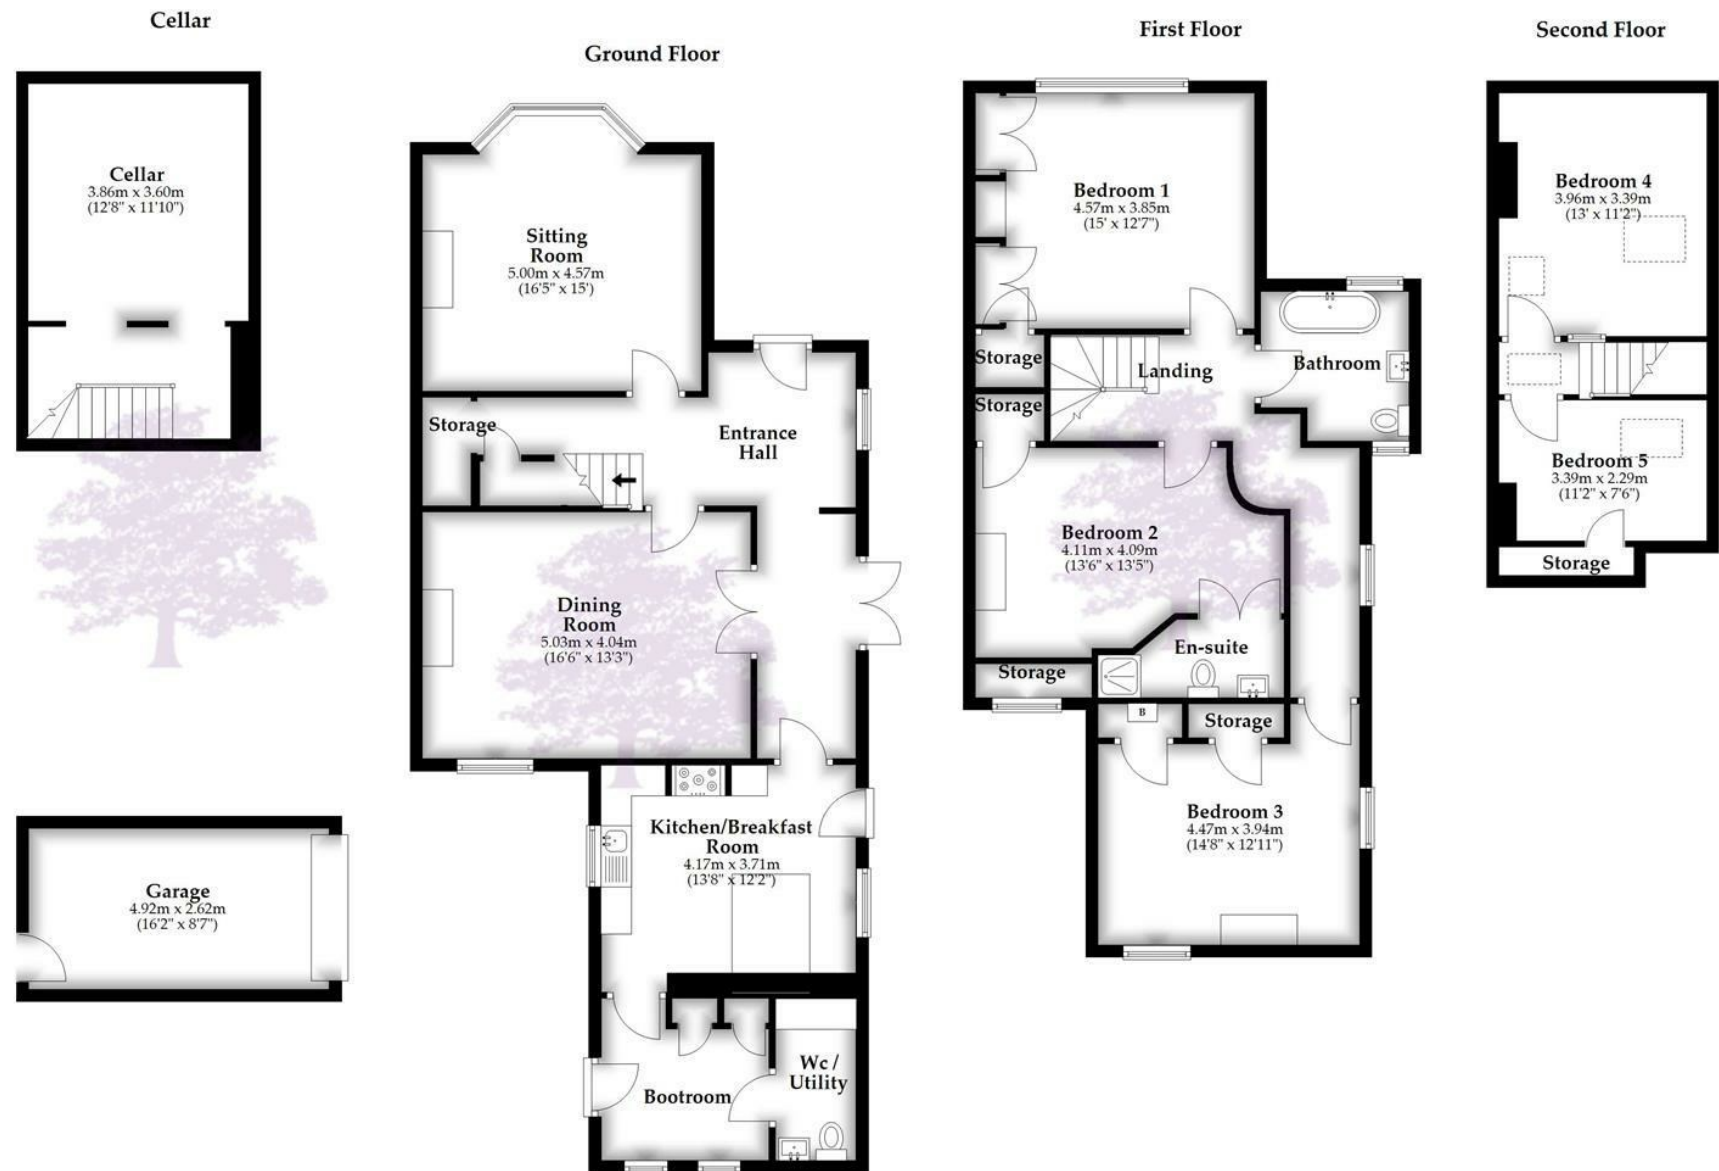 Cellar
Cellar
3.86m x 3.60m
(12'8" x 11'10")
Garage
4.92m x 2.62m
(16'2" x 8'7")
Ground Floor
Sitting
Room
5.00m x 4.57m
(16'5" x 15')
Storage
Entrance
Hall
Dining
Room
5.03m x 4.04m
(16'6" x 13'3")
Kitchen/Breakfast
Room
4.17m x 3.71m
(13'8" x 12'2")
Bootroom
Wc /
Utility
First Floor
Bedroom 1
4.57m x 3.85m
(15' x 12'7")
Storage
Landing
Bathroom
Storage
Bedroom 2
4.11m x 4.09m
(13'6" x 13'5")
En-suite
Storage
B
Storage
Bedroom 3
4.47m x 3.94m
(14'8" x 12'11")
Second Floor
Bedroom 4
3.96m x 3.39m
(13' x 11'2")
Bedroom 5
3.39m x 2.29m
(11'2" x 7'6")
Storage